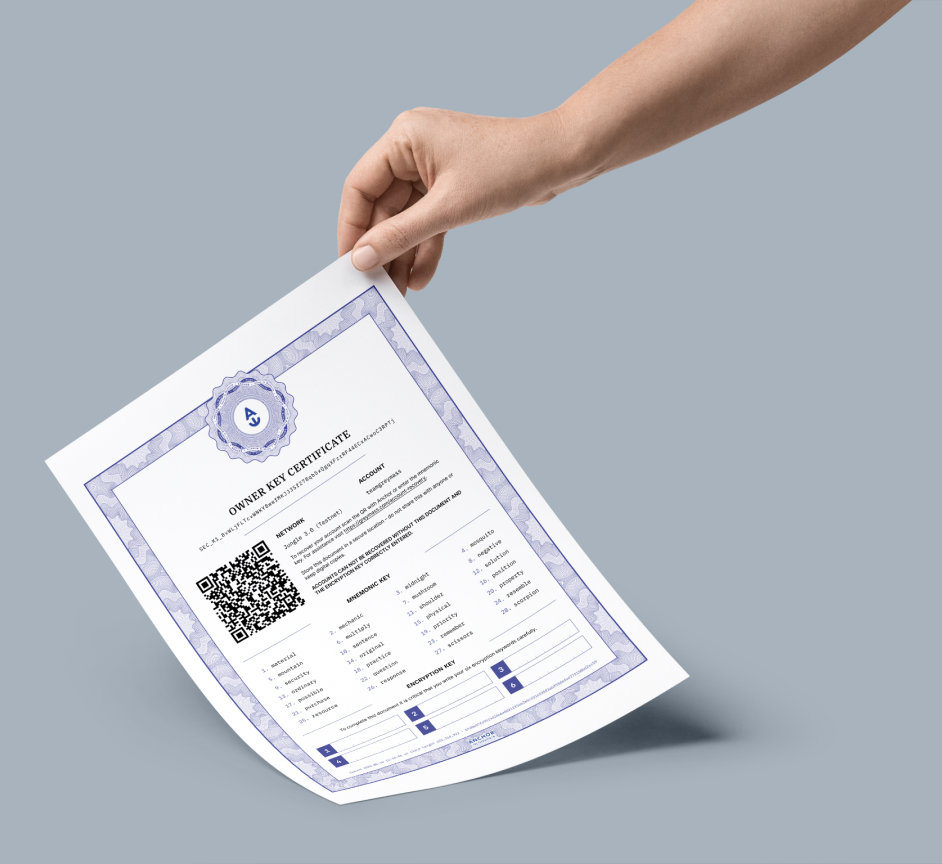 A
OWNER KEY CERTIFICATE
NETWORK
Jungle 3.0 (Testnet)
ACCOUNT
teamgreymass
To recover your account scan the QR with Anchor or enter the mnemonic
key. For assistance visit https://greymass.com/account-recovery.
Store this document in a secure location – do not share this with anyone or
keep digital copies.
ACCOUNTS CAN NOT BE RECOVERED WITHOUT THIS DOCUMENT AND
THE ENCRYPTION KEY CORRECTLY ENTERED.
MNEMONIC KEY
1. material 2. mechanic 3. midnight 4. mosquito
5. mountain 6. multiply 7. mushroom 8. negative
9. security 10. sentence 11. shoulder 12. solution
13. ordinary 14. original 15. physical 16. position
17. possible 18. practice 19. priority 20. property
21. purchase 22. question 23. remember 24. resemble
25. resource 26. response 27. scissors 28. scorpion
ENCRYPTION KEY
To complete this document it is critical that you write your six encryption keywords carefully.
1 2 3
4 5 6
ANCHOR